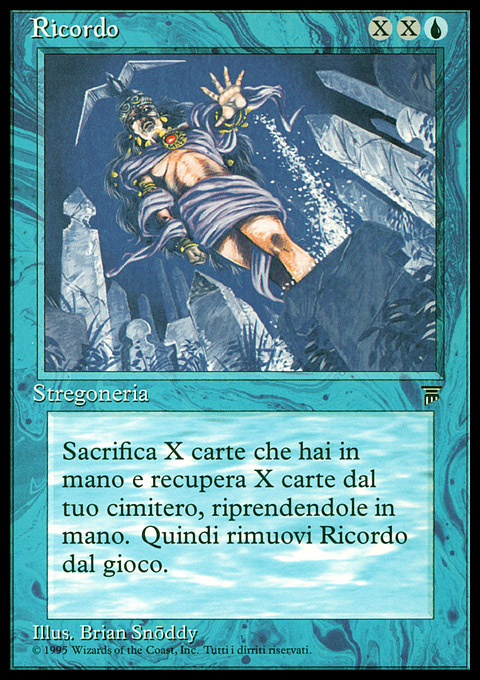 Ricordo X X
Stregoneria
Sacrifica X carte che hai in
mano e recupera X carte dal
tuo cimitero, riprendendole in
mano. Quindi rimuovi Ricordo
dal gioco.
Illus. Brian Snōddy
© 1995 Wizards of the Coast, Inc. Tutti i dirriti riservati.